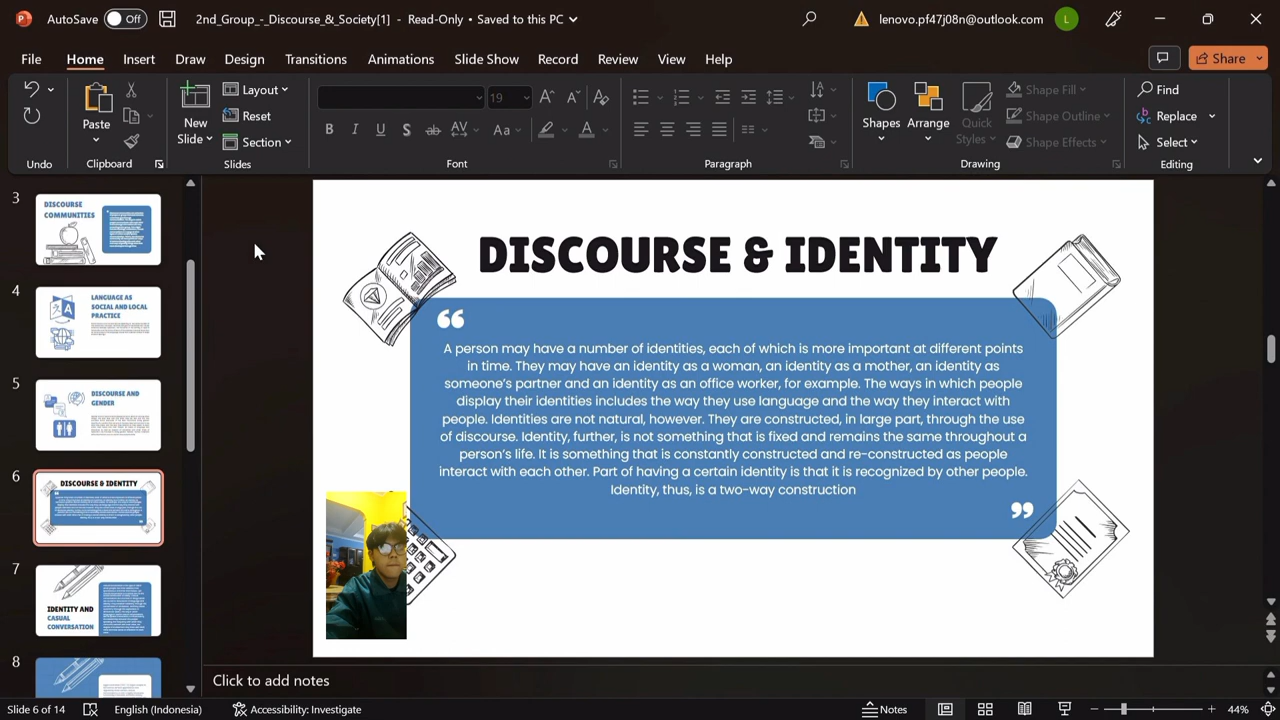 AutoSave Off 2nd_Group_-_Discourse_&_Society[1] - Read-Only • Saved to this PC lenovo.pf47j08n@outlook.com L
File Home Insert Draw Design Transitions Animations Slide Show Record Review View Help Share
Paste New Slide Layout Reset Section 19 B I U S ab AV Aa A Shapes Arrange Quick Styles Shape Fill Shape Outline Shape Effects Find Replace Select
Undo Clipboard Slides Font Paragraph Drawing Editing
3
DISCOURSE
COMMUNITIES
4
LANGUAGE AS
SOCIAL AND LOCAL
PRACTICE
5
DISCOURSE AND
GENDER
6
DISCOURSE & IDENTITY
7
IDENTITY AND
CASUAL
CONVERSATION
8
DISCOURSE & IDENTITY
“
A person may have a number of identities, each of which is more important at different points
in time. They may have an identity as a woman, an identity as a mother, an identity as
someone's partner and an identity as an office worker, for example. The ways in which people
display their identities includes the way they use language and the way they interact with
people. Identities are not natural, however. They are constructed, in large part, through the use
of discourse. Identity, further, is not something that is fixed and remains the same throughout a
person's life. It is something that is constantly constructed and re-constructed as people
interact with each other. Part of having a certain identity is that it is recognized by other people.
Identity, thus, is a two-way construction
”
Click to add notes
Slide 6 of 14 English (Indonesia) Accessibility: Investigate Notes 44%